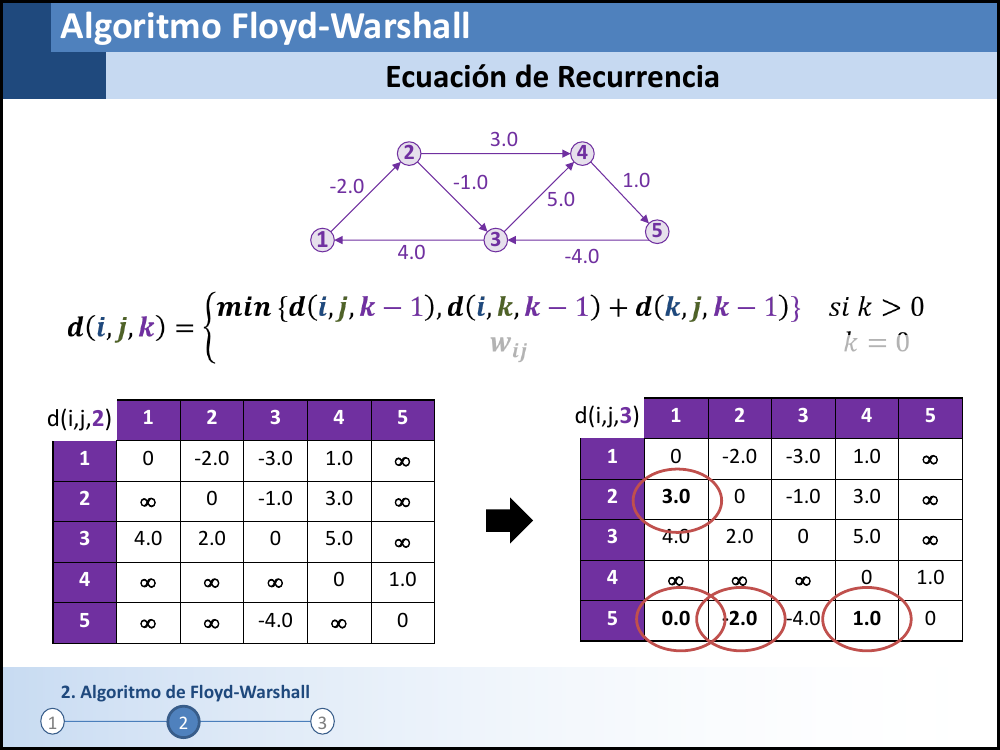 Algoritmo Floyd-Warshall
Ecuación de Recurrencia
3.0
2 4
-2.0 -1.0 5.0 1.0
1 3 5
4.0 -4.0
d(i,j,k) = { min {d(i,j,k − 1), d(i,k,k − 1) + d(k,j,k − 1)} si k > 0
w_ij k = 0
d(i,j,2) 1 2 3 4 5
1 0 -2.0 -3.0 1.0 ∞
2 ∞ 0 -1.0 3.0 ∞
3 4.0 2.0 0 5.0 ∞
4 ∞ ∞ ∞ 0 1.0
5 ∞ ∞ -4.0 ∞ 0
d(i,j,3) 1 2 3 4 5
1 0 -2.0 -3.0 1.0 ∞
2 3.0 0 -1.0 3.0 ∞
3 4.0 2.0 0 5.0 ∞
4 ∞ ∞ ∞ 0 1.0
5 0.0 -2.0 -4.0 1.0 0
2. Algoritmo de Floyd-Warshall
1 2 3